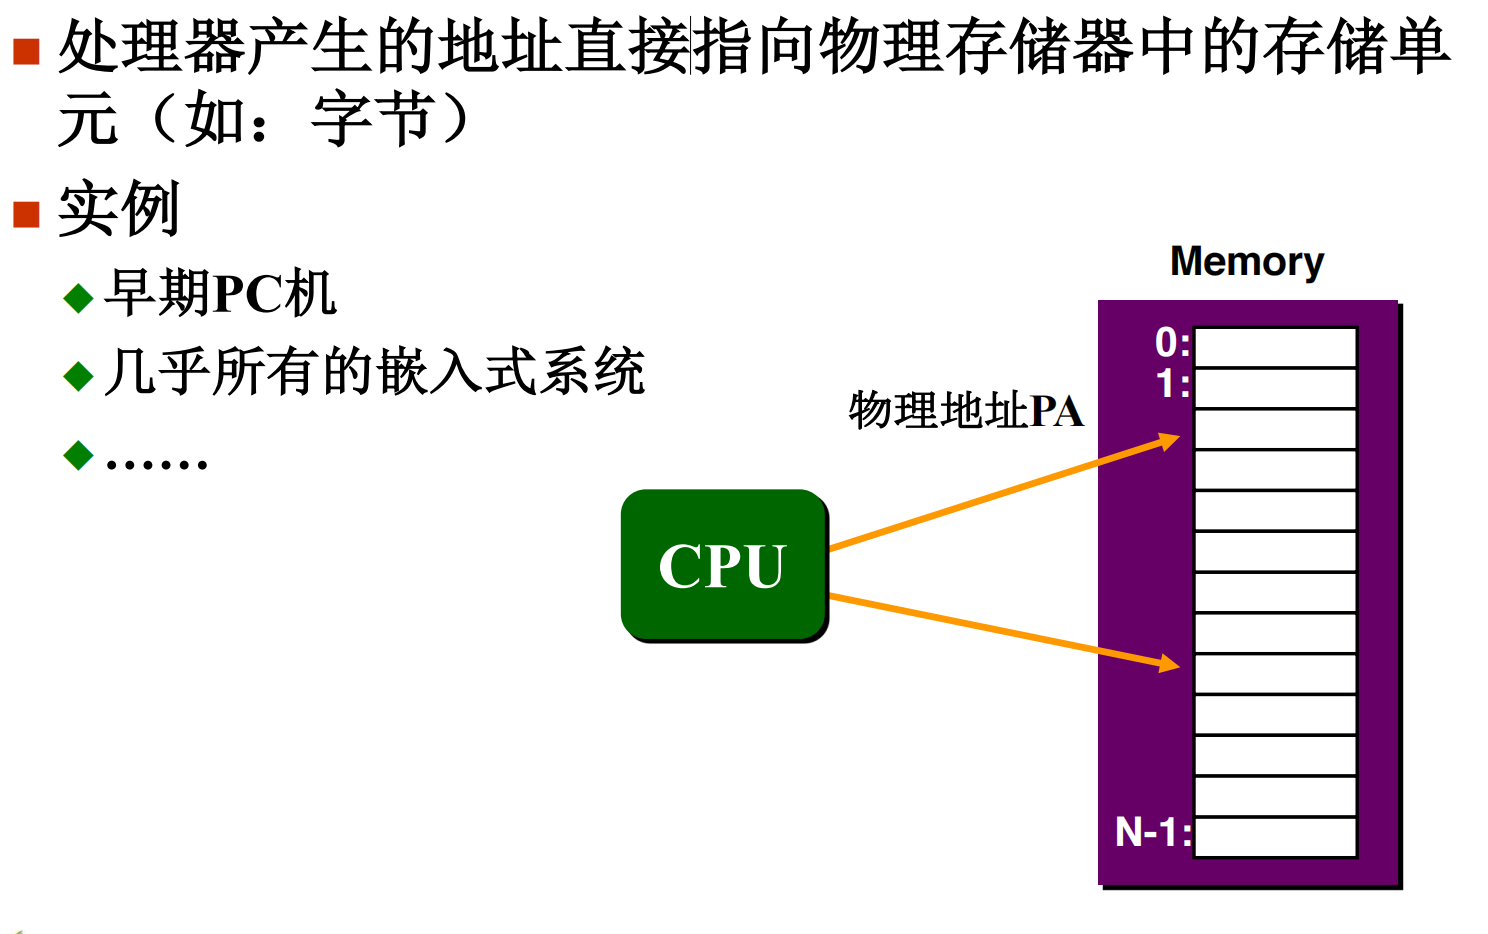 处理器产生的地址直接指向物理存储器中的存储单
元（如：字节）
实例
早期PC机
几乎所有的嵌入式系统
……
Memory
0:
1:
物理地址PA
CPU
N-1: